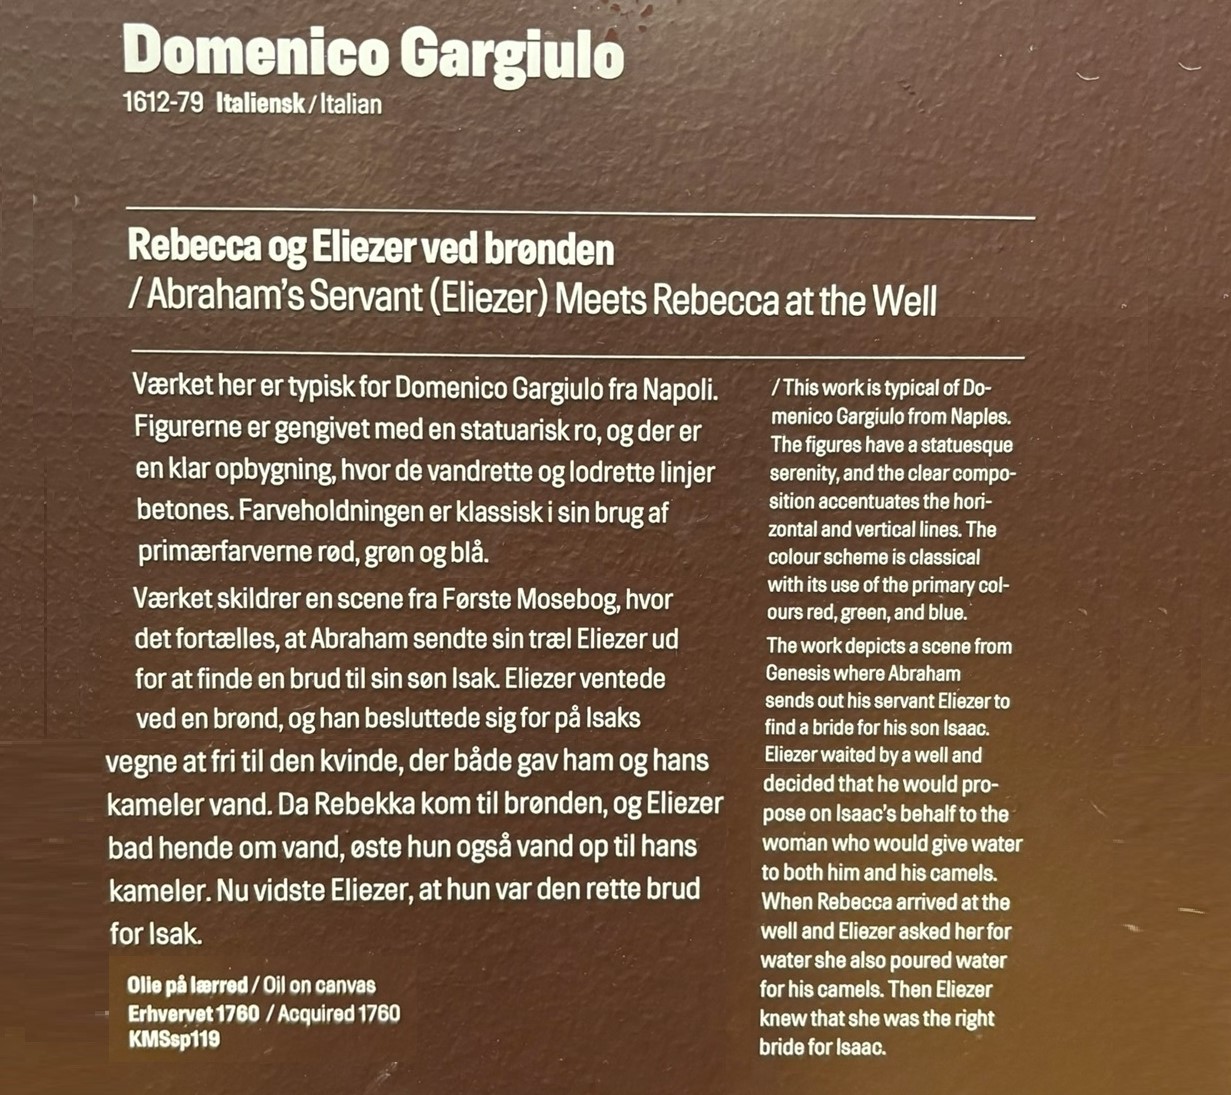 Domenico Gargiulo
1612-79 Italiensk / Italian
Rebecca og Eliezer ved brønden
/ Abraham's Servant (Eliezer) Meets Rebecca at the Well
Værket her er typisk for Domenico Gargiulo fra Napoli.
Figurerne er gengivet med en statuarisk ro, og der er
en klar opbygning, hvor de vandrette og lodrette linjer
betones. Farveholdningen er klassisk i sin brug af
primærfarverne rød, grøn og blå.
Værket skildrer en scene fra Første Mosebog, hvor
det fortælles, at Abraham sendte sin træl Eliezer ud
for at finde en brud til sin søn Isak. Eliezer ventede
ved en brønd, og han besluttede sig for på Isaks
vegne at fri til den kvinde, der både gav ham og hans
kameler vand. Da Rebekka kom til brønden, og Eliezer
bad hende om vand, øste hun også vand op til hans
kameler. Nu vidste Eliezer, at hun var den rette brud
for Isak.
Olie på lærred / Oil on canvas
Erhvervet 1760 / Acquired 1760
KMSsp119
/ This work is typical of Do-
menico Gargiulo from Naples.
The figures have a statuesque
serenity, and the clear compo-
sition accentuates the hori-
zontal and vertical lines. The
colour scheme is classical
with its use of the primary col-
ours red, green, and blue.
The work depicts a scene from
Genesis where Abraham
sends out his servant Eliezer to
find a bride for his son Isaac.
Eliezer waited by a well and
decided that he would pro-
pose on Isaac's behalf to the
woman who would give water
to both him and his camels.
When Rebecca arrived at the
well and Eliezer asked her for
water she also poured water
for his camels. Then Eliezer
knew that she was the right
bride for Isaac.